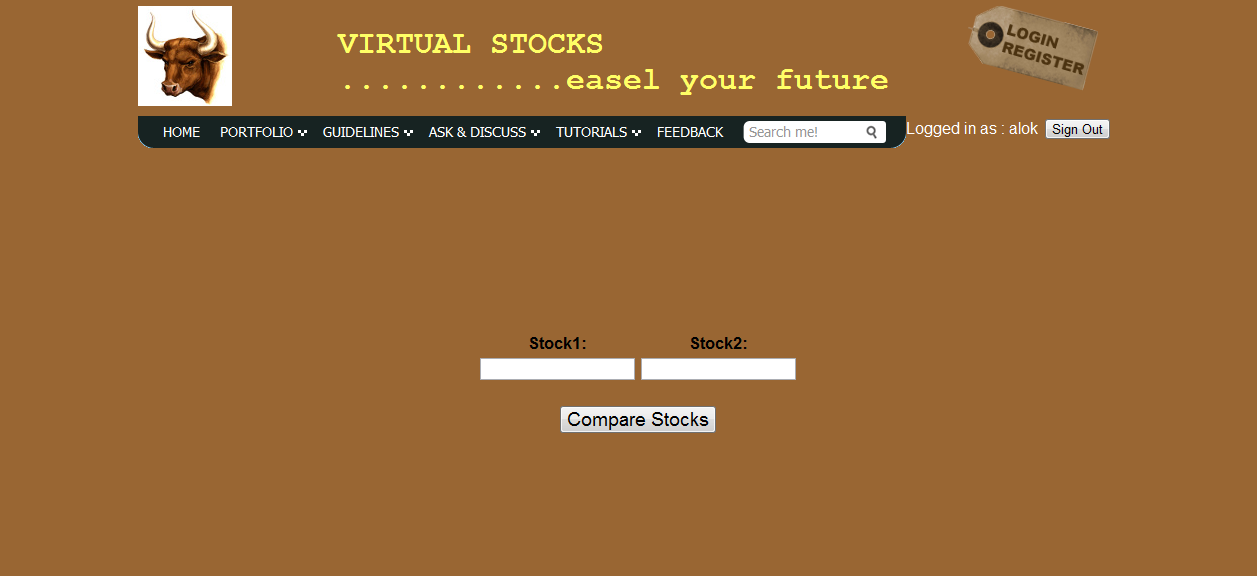 VIRTUAL STOCKS
............easel your future
LOGIN
REGISTER
HOME PORTFOLIO GUIDELINES ASK & DISCUSS TUTORIALS FEEDBACK Search me! Logged in as : alok Sign Out
Stock1: Stock2:
Compare Stocks